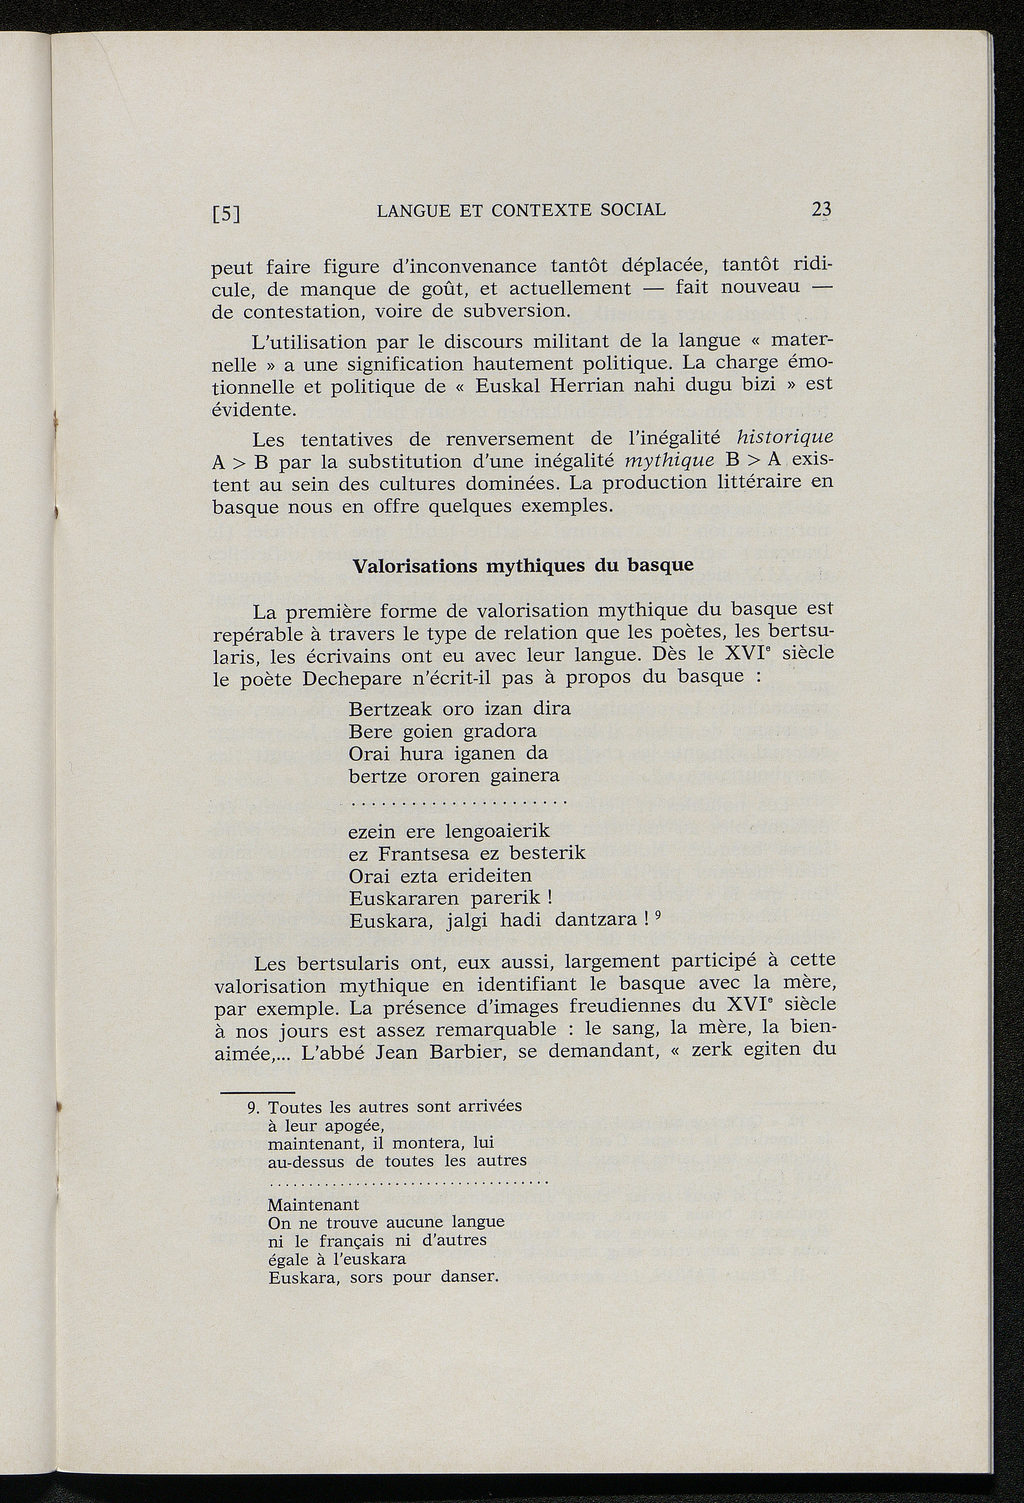 [5] LANGUE ET CONTEXTE SOCIAL 23
peut faire figure d'inconvenance tantôt déplacée, tantôt ridi-
cule, de manque de goût, et actuellement — fait nouveau —
de contestation, voire de subversion.
L'utilisation par le discours militant de la langue « mater-
nelle » a une signification hautement politique. La charge émo-
tionnelle et politique de « Euskal Herrian nahi dugu bizi » est
évidente.
Les tentatives de renversement de l'inégalité historique
A > B par la substitution d'une inégalité mythique B > A exis-
tent au sein des cultures dominées. La production littéraire en
basque nous en offre quelques exemples.
Valorisations mythiques du basque
La première forme de valorisation mythique du basque est
repérable à travers le type de relation que les poètes, les bertsu-
laris, les écrivains ont eu avec leur langue. Dès le XVIe siècle
le poète Dechepare n'écrit-il pas à propos du basque :
Bertzeak oro izan dira
Bere goien gradora
Orai hura iganen da
bertze ororen gainera
......................
ezein ere lengoaierik
ez Frantsesa ez besterik
Orai ezta erideiten
Euskararen parerik !
Euskara, jalgi hadi dantzara ! 9
Les bertsularis ont, eux aussi, largement participé à cette
valorisation mythique en identifiant le basque avec la mère,
par exemple. La présence d'images freudiennes du XVIe siècle
à nos jours est assez remarquable : le sang, la mère, la bien-
aimée,... L'abbé Jean Barbier, se demandant, « zerk egiten du
9. Toutes les autres sont arrivées
à leur apogée,
maintenant, il montera, lui
au-dessus de toutes les autres
...................................
Maintenant
On ne trouve aucune langue
ni le français ni d'autres
égale à l'euskara
Euskara, sors pour danser.